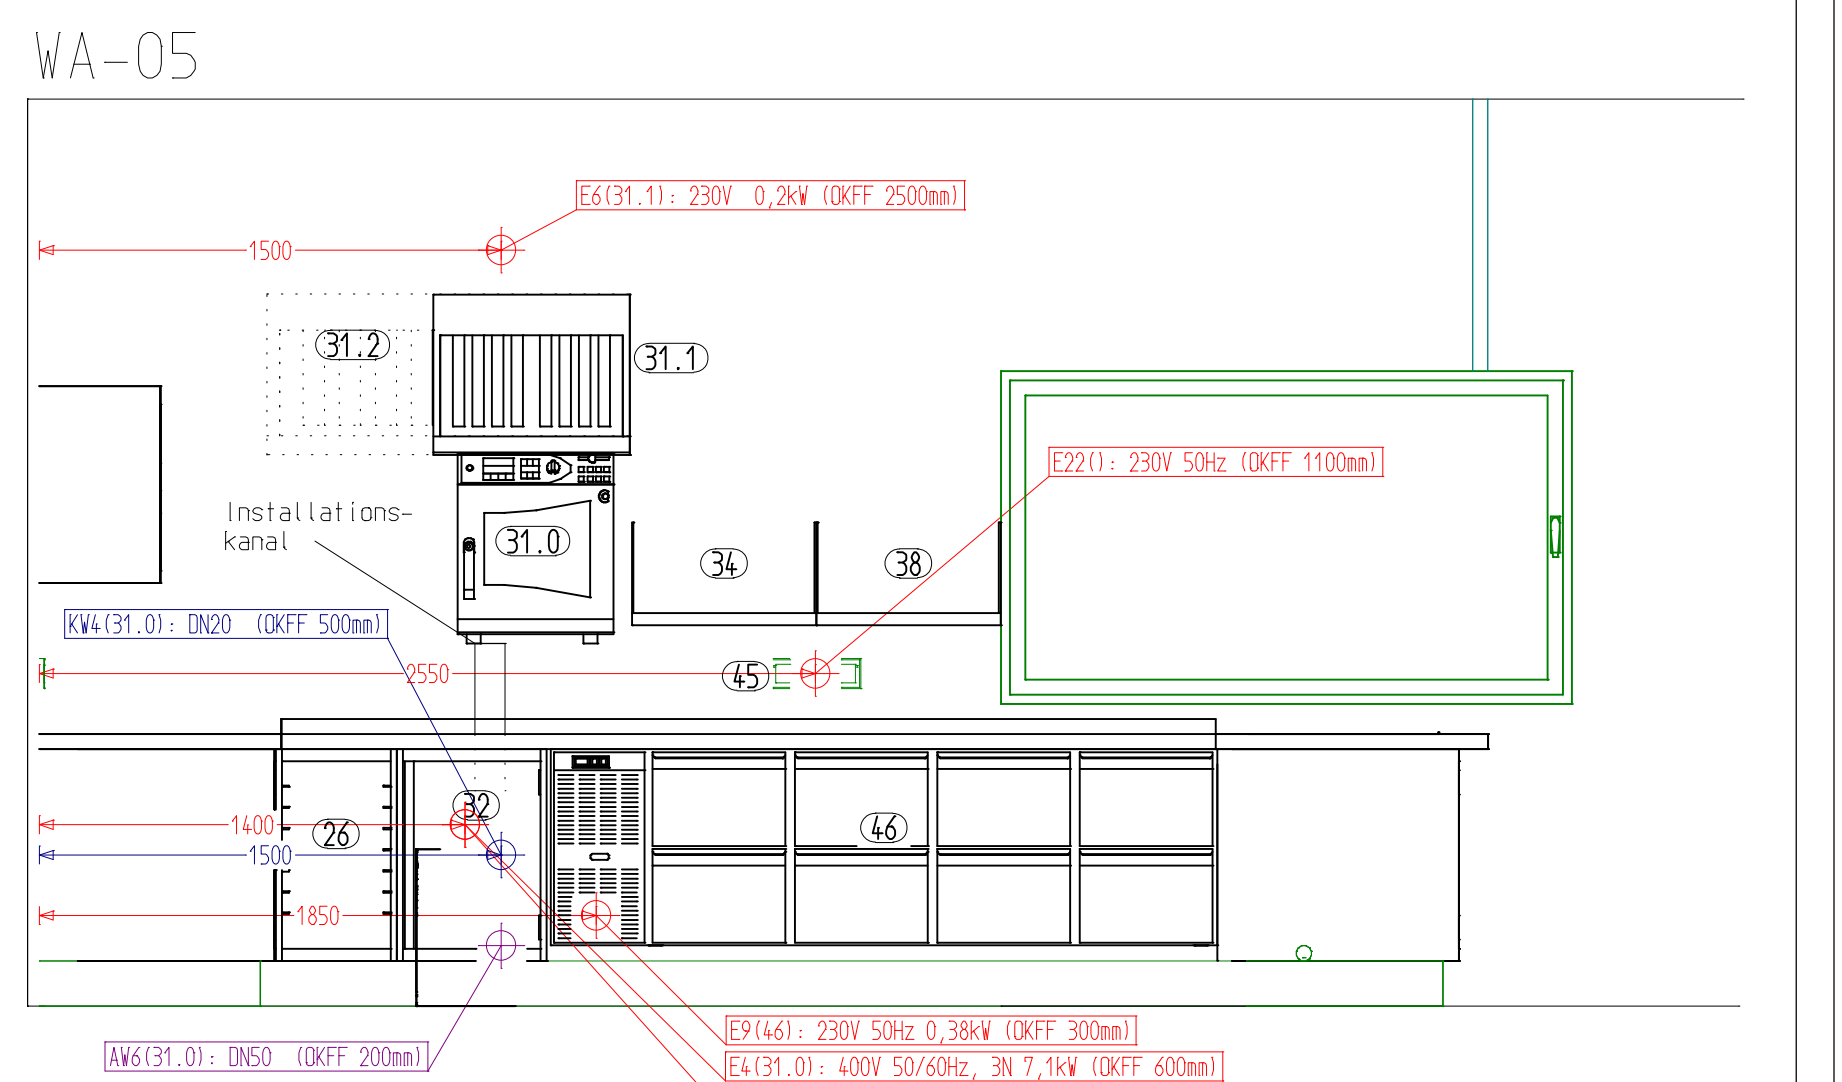 WA-05
E6(31.1): 230V 0,2kW (OKFF 2500mm)
1500
31.2
31.1
E22(): 230V 50Hz (OKFF 1100mm)
Installations-
kanal
31.0
34
38
KW4(31.0): DN20 (OKFF 500mm)
2550
45
32
1400
26
46
1500
1850
E9(46): 230V 50Hz 0,38kW (OKFF 300mm)
AW6(31.0): DN50 (OKFF 200mm)
E4(31.0): 400V 50/60Hz, 3N 7,1kW (OKFF 600mm)